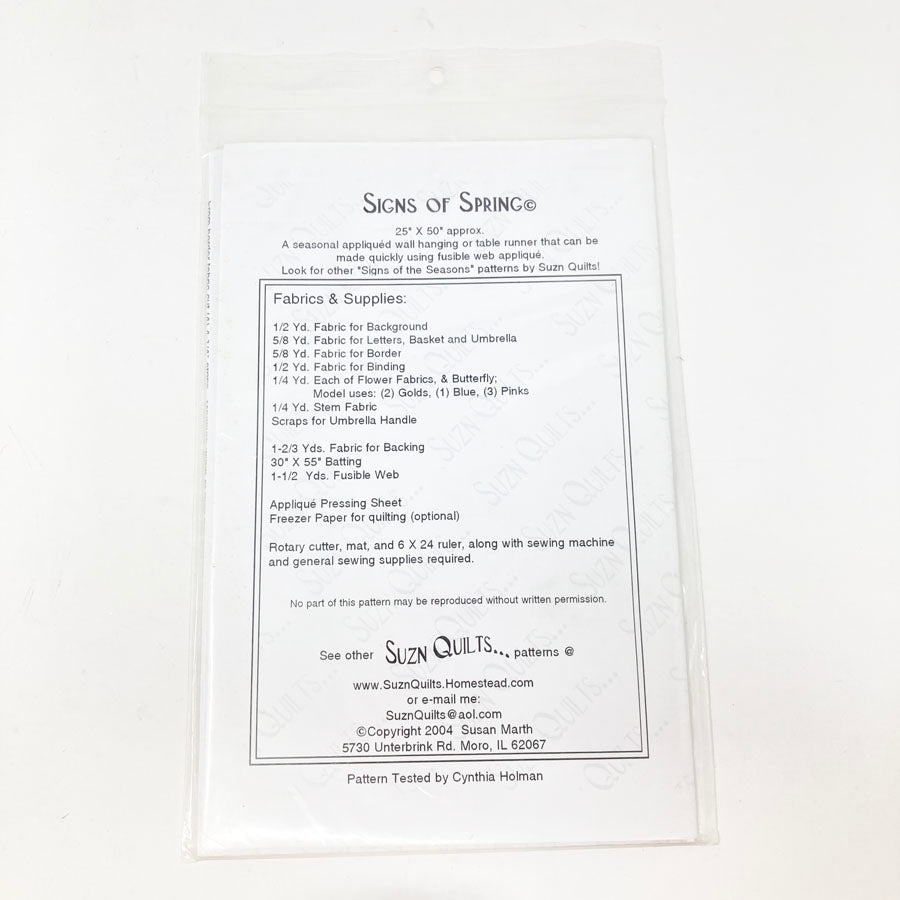 SIGNS OF SPRING©
25" X 50" approx.
A seasonal appliquéd wall hanging or table runner that can be
made quickly using fusible web appliqué.
Look for other "Signs of the Seasons" patterns by Suzn Quilts!
Fabrics & Supplies:
1/2 Yd. Fabric for Background
5/8 Yd. Fabric for Letters, Basket and Umbrella
5/8 Yd. Fabric for Border
1/2 Yd. Fabric for Binding
1/4 Yd. Each of Flower Fabrics, & Butterfly;
Model uses: (2) Golds, (1) Blue, (3) Pinks
1/4 Yd. Stem Fabric
Scraps for Umbrella Handle
1-2/3 Yds. Fabric for Backing
30" X 55" Batting
1-1/2 Yds. Fusible Web
Appliqué Pressing Sheet
Freezer Paper for quilting (optional)
Rotary cutter, mat, and 6 X 24 ruler, along with sewing machine
and general sewing supplies required.
No part of this pattern may be reproduced without written permission.
See other SUZN QUILTS... patterns @
www.SuznQuilts.Homestead.com
or e-mail me:
SuznQuilts@aol.com
©Copyright 2004 Susan Marth
5730 Unterbrink Rd. Moro, IL 62067
Pattern Tested by Cynthia Holman